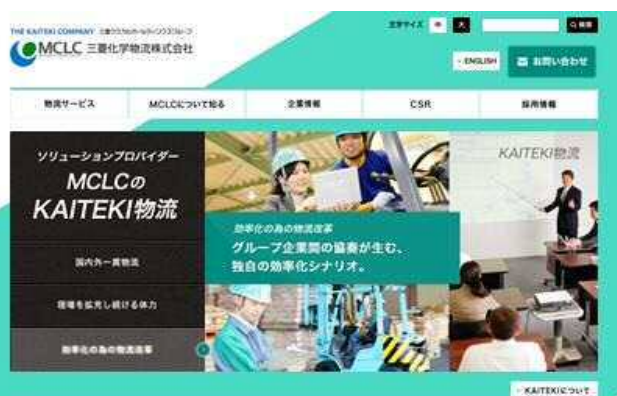 THE KAITEKI COMPANY
文字サイズ 中 大 検索
MCLC 三菱化学物流株式会社
ENGLISH お問い合わせ
物流サービス MCLCについて知る 企業情報 CSR 採用情報
ソリューションプロバイダー
MCLCの
KAITEKI物流
国内外一貫物流
現場を拡充し続ける体力
効率化の為の物流改革
効率化の為の物流改革
グループ企業間の協奏が生む、
独自の効率化シナリオ。
KAITEKI物流
KAITEKIについて